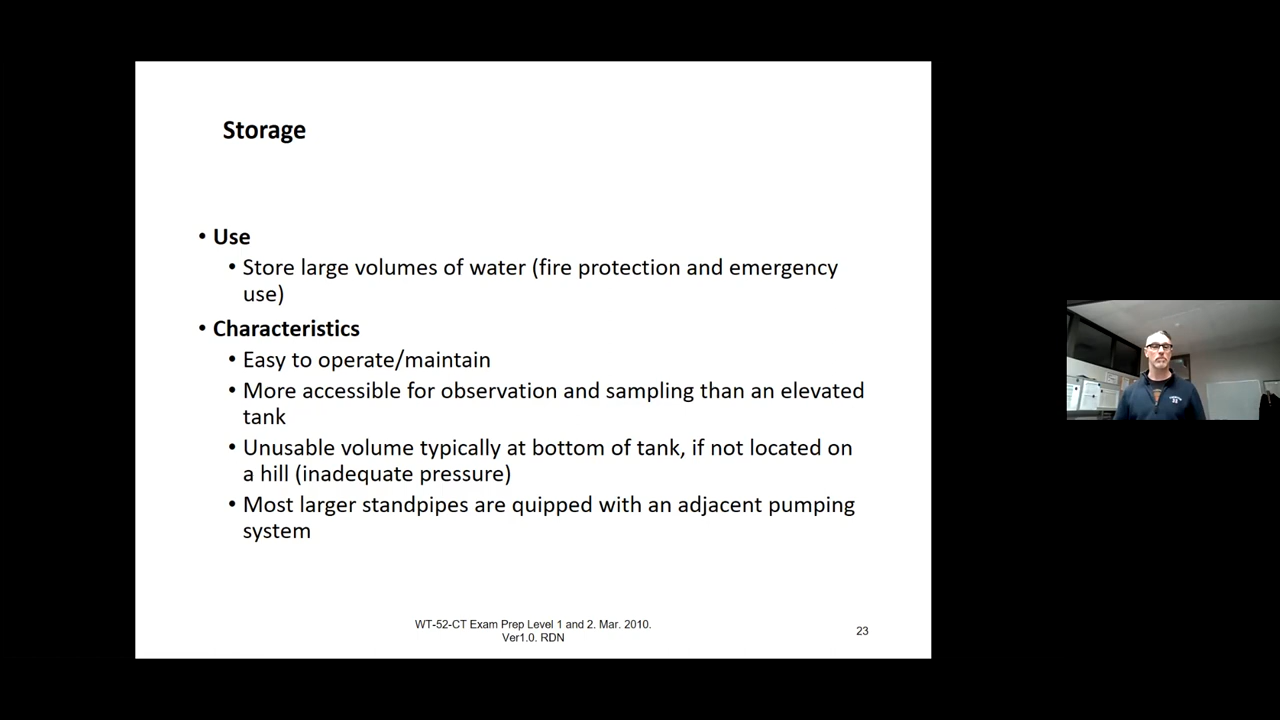 Storage
• Use
• Store large volumes of water (fire protection and emergency
use)
• Characteristics
• Easy to operate/maintain
• More accessible for observation and sampling than an elevated
tank
• Unusable volume typically at bottom of tank, if not located on
a hill (inadequate pressure)
• Most larger standpipes are quipped with an adjacent pumping
system
WT-52-CT Exam Prep Level 1 and 2. Mar. 2010.
Ver1.0. RDN
23